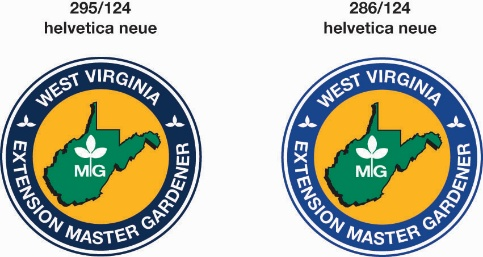 295/124
helvetica neue
WEST VIRGINIA
MG
EXTENSION MASTER GARDENER
286/124
helvetica neue
WEST VIRGINIA
MG
EXTENSION MASTER GARDENER